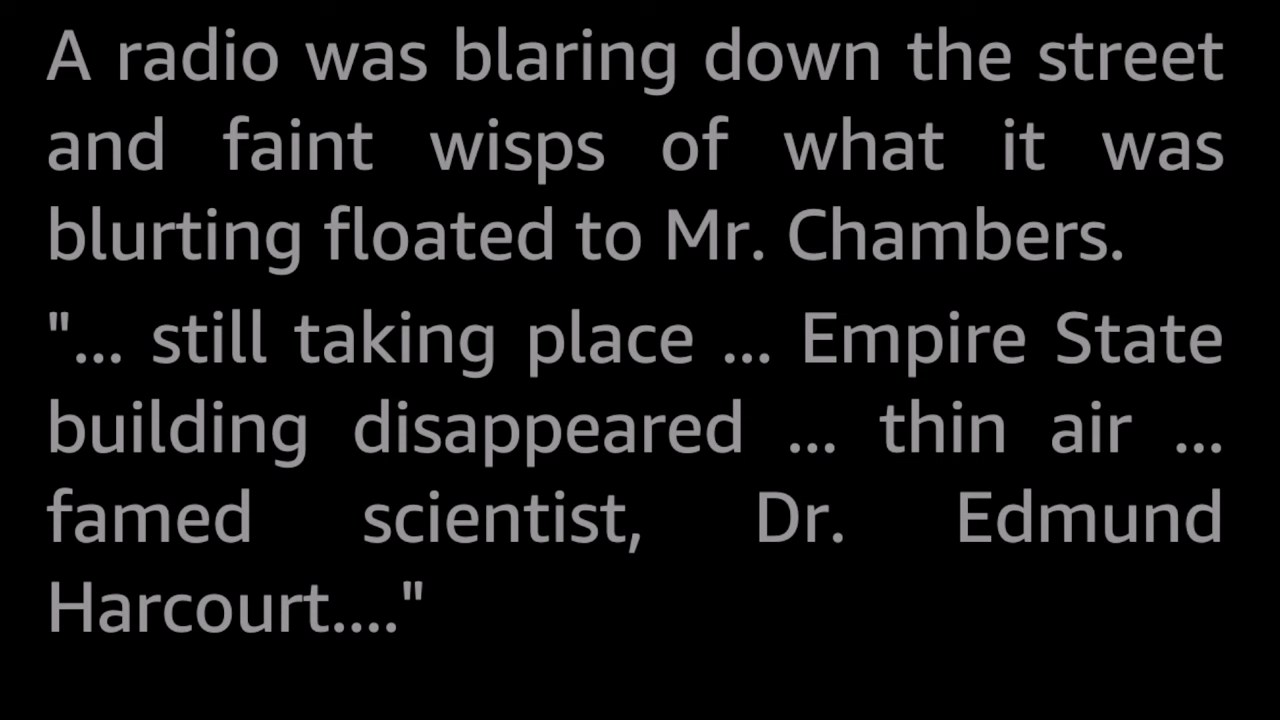 A radio was blaring down the street
and faint wisps of what it was
blurting floated to Mr. Chambers.
"... still taking place ... Empire State
building disappeared ... thin air ...
famed scientist, Dr. Edmund
Harcourt...."